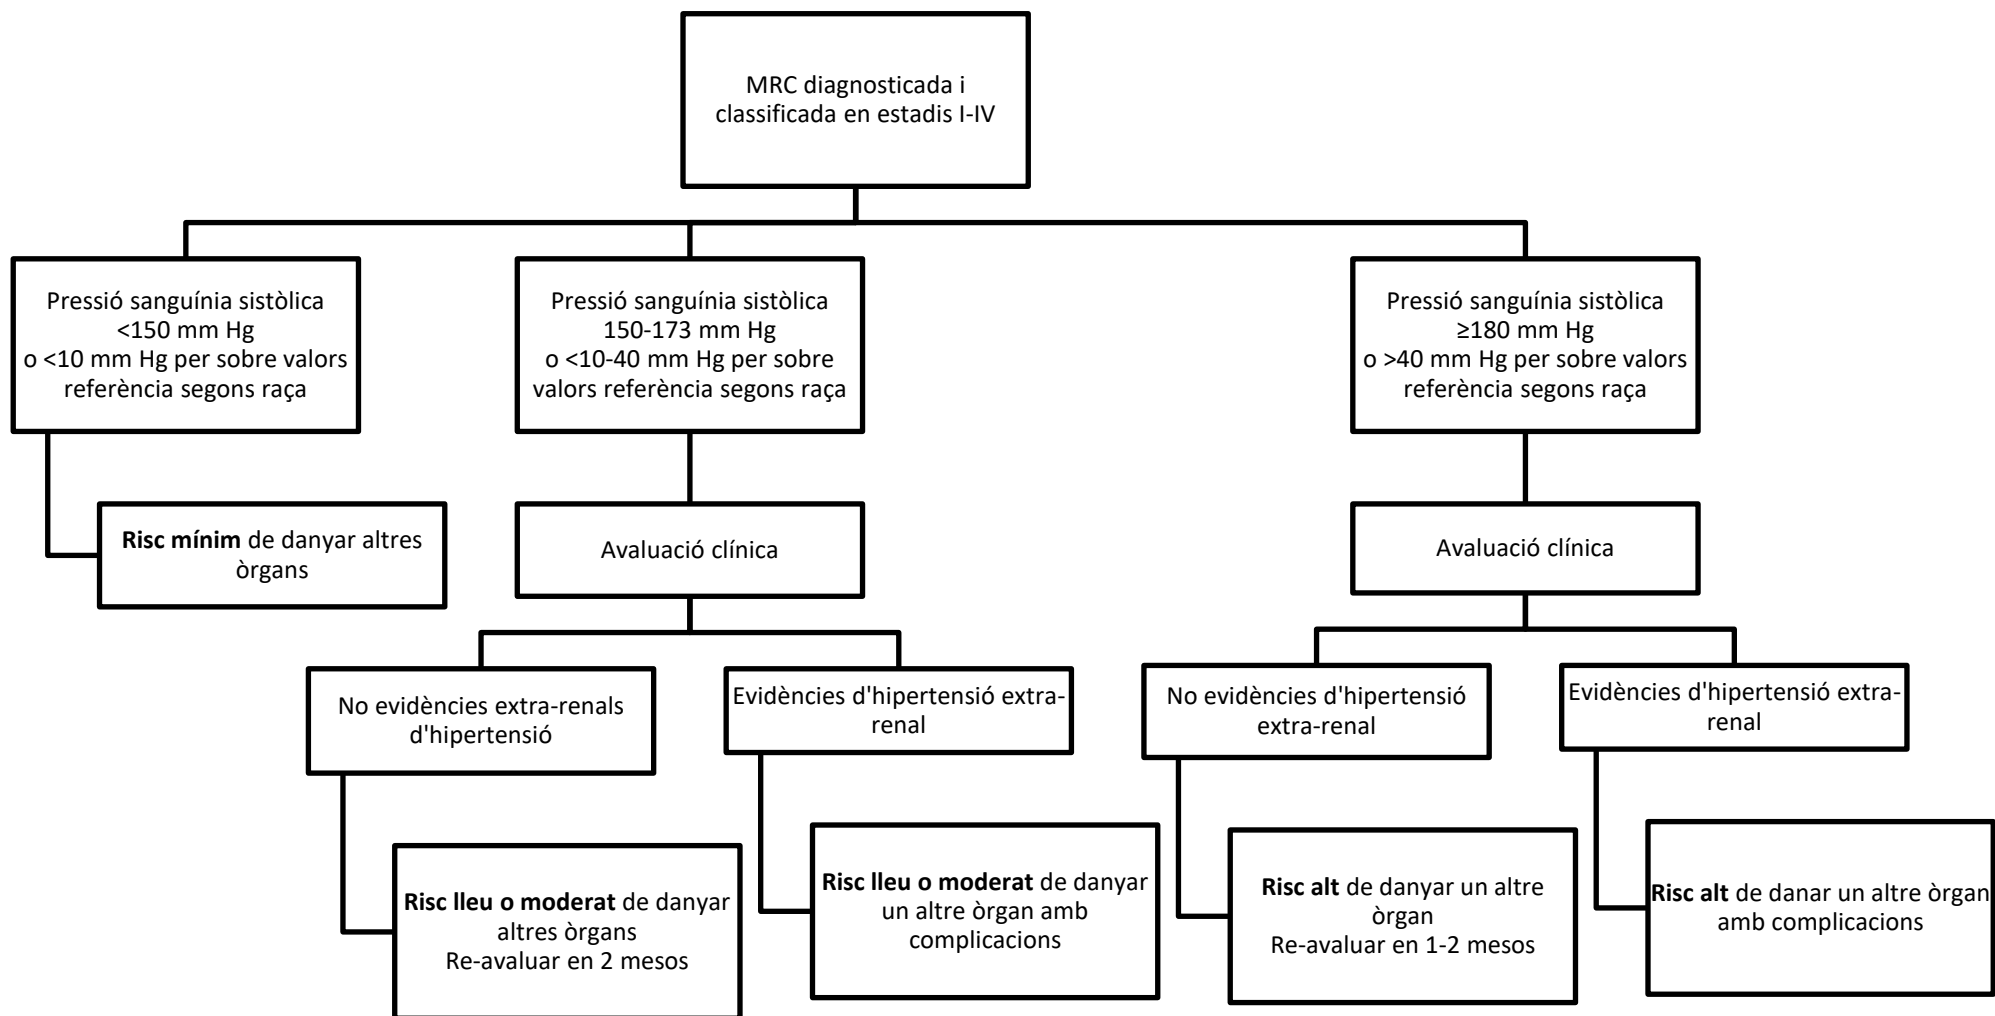 MRC diagnosticada i
classificada en estadis I-IV
Pressió sanguínia sistòlica
<150 mm Hg
o <10 mm Hg per sobre valors
referència segons raça
Risc mínim de danyar altres
òrgans
Pressió sanguínia sistòlica
150-173 mm Hg
o <10-40 mm Hg per sobre
valors referència segons raça
Avaluació clínica
No evidències extra-renals
d'hipertensió
Risc lleu o moderat de danyar
altres òrgans
Re-avaluar en 2 mesos
Evidències d'hipertensió extra-
renal
Risc lleu o moderat de danyar
un altre òrgan amb
complicacions
Pressió sanguínia sistòlica
≥180 mm Hg
o >40 mm Hg per sobre valors
referència segons raça
Avaluació clínica
No evidències d'hipertensió
extra-renal
Risc alt de danyar un altre
òrgan
Re-avaluar en 1-2 mesos
Evidències d'hipertensió extra-
renal
Risc alt de danar un altre òrgan
amb complicacions